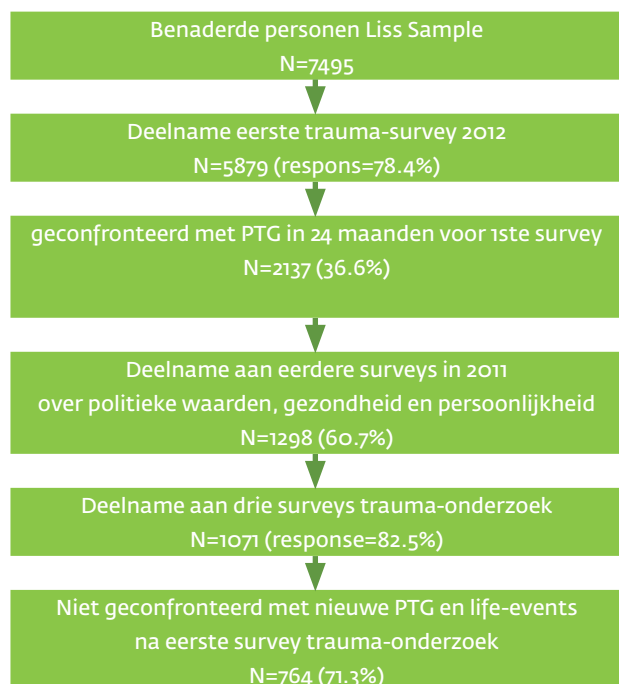 Benaderde personen Liss Sample
N=7495
Deelname eerste trauma-survey 2012
N=5879 (respons=78.4%)
geconfronteerd met PTG in 24 maanden voor 1ste survey
N=2137 (36.6%)
Deelname aan eerdere surveys in 2011
over politieke waarden, gezondheid en persoonlijkheid
N=1298 (60.7%)
Deelname aan drie surveys trauma-onderzoek
N=1071 (response=82.5%)
Niet geconfronteerd met nieuwe PTG en life-events
na eerste survey trauma-onderzoek
N=764 (71.3%)